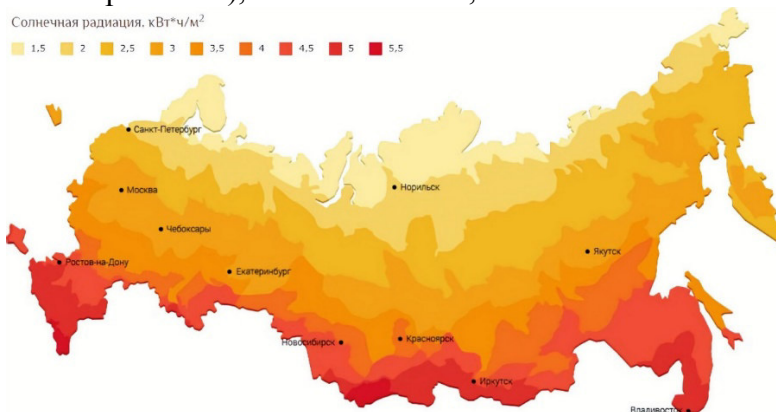 Солнечная радиация. кВт*ч/м²
1,5 2 2,5 3 3,5 4 4,5 5 5,5
Санкт-Петербург
Москва
Норильск
Чебоксары
Ростов-на-Дону
Якутск
Екатеринбург
Новосибирск
Красноярск
Иркутск
Владивосток